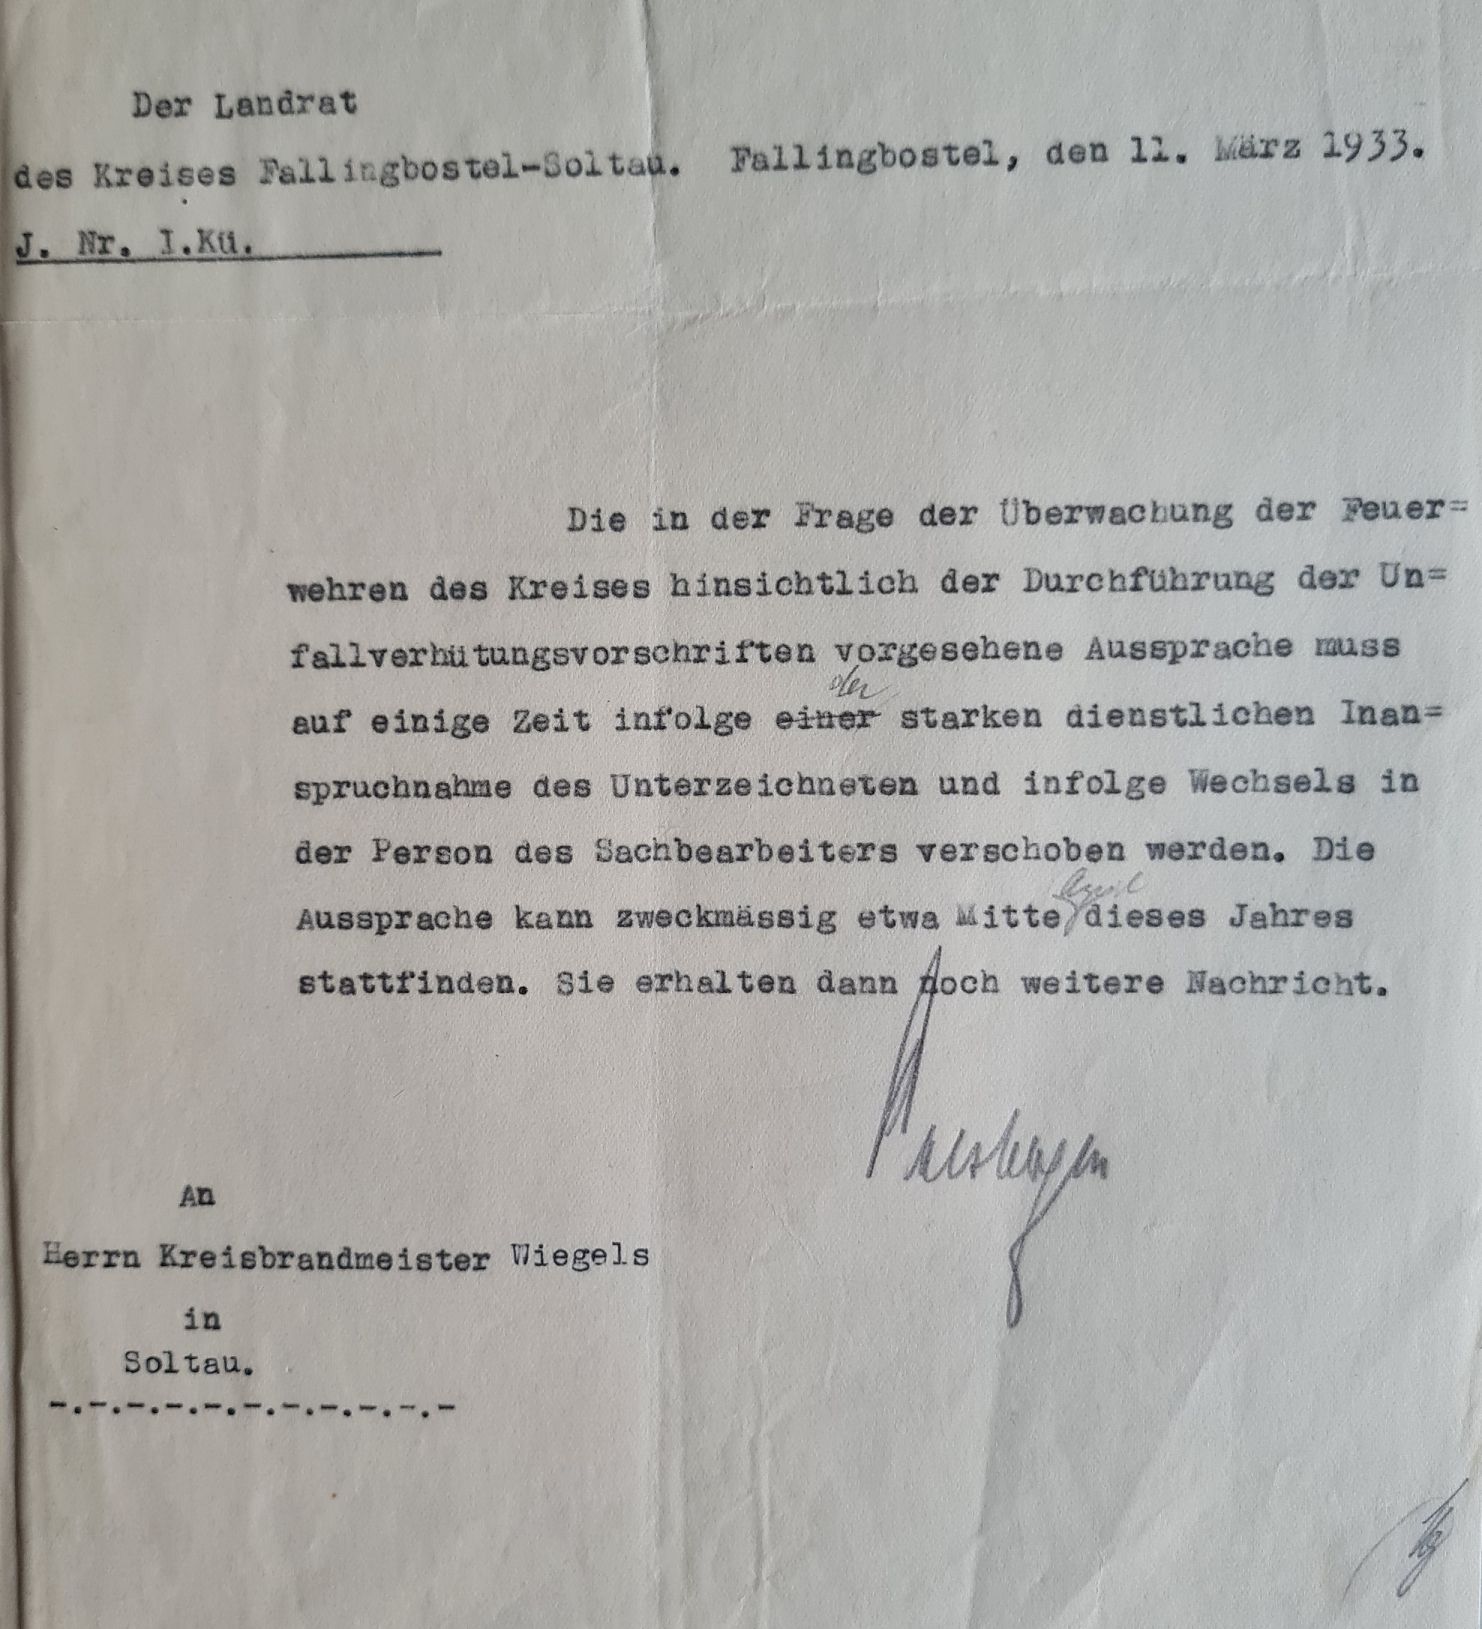 Der Landrat
des Kreises Fallingbostel-Soltau. Fallingbostel, den 11. März 1933.
J. Nr. I.Kü.
Die in der Frage der Überwachung der Feuer=
wehren des Kreises hinsichtlich der Durchführung der Un=
fallverhütungsvorschriften vorgesehene Aussprache muss
der
auf einige Zeit infolge einer starken dienstlichen Inan=
spruchnahme des Unterzeichneten und infolge Wechsels in
der Person des Sachbearbeiters verschoben werden. Die
Aussprache kann zweckmässig etwa Mitte dieses Jahres
stattfinden. Sie erhalten dann noch weitere Nachricht.
An
Herrn Kreisbrandmeister Wiegels
in
Soltau.
-.-.-.-.-.-.-.-.-.-.-